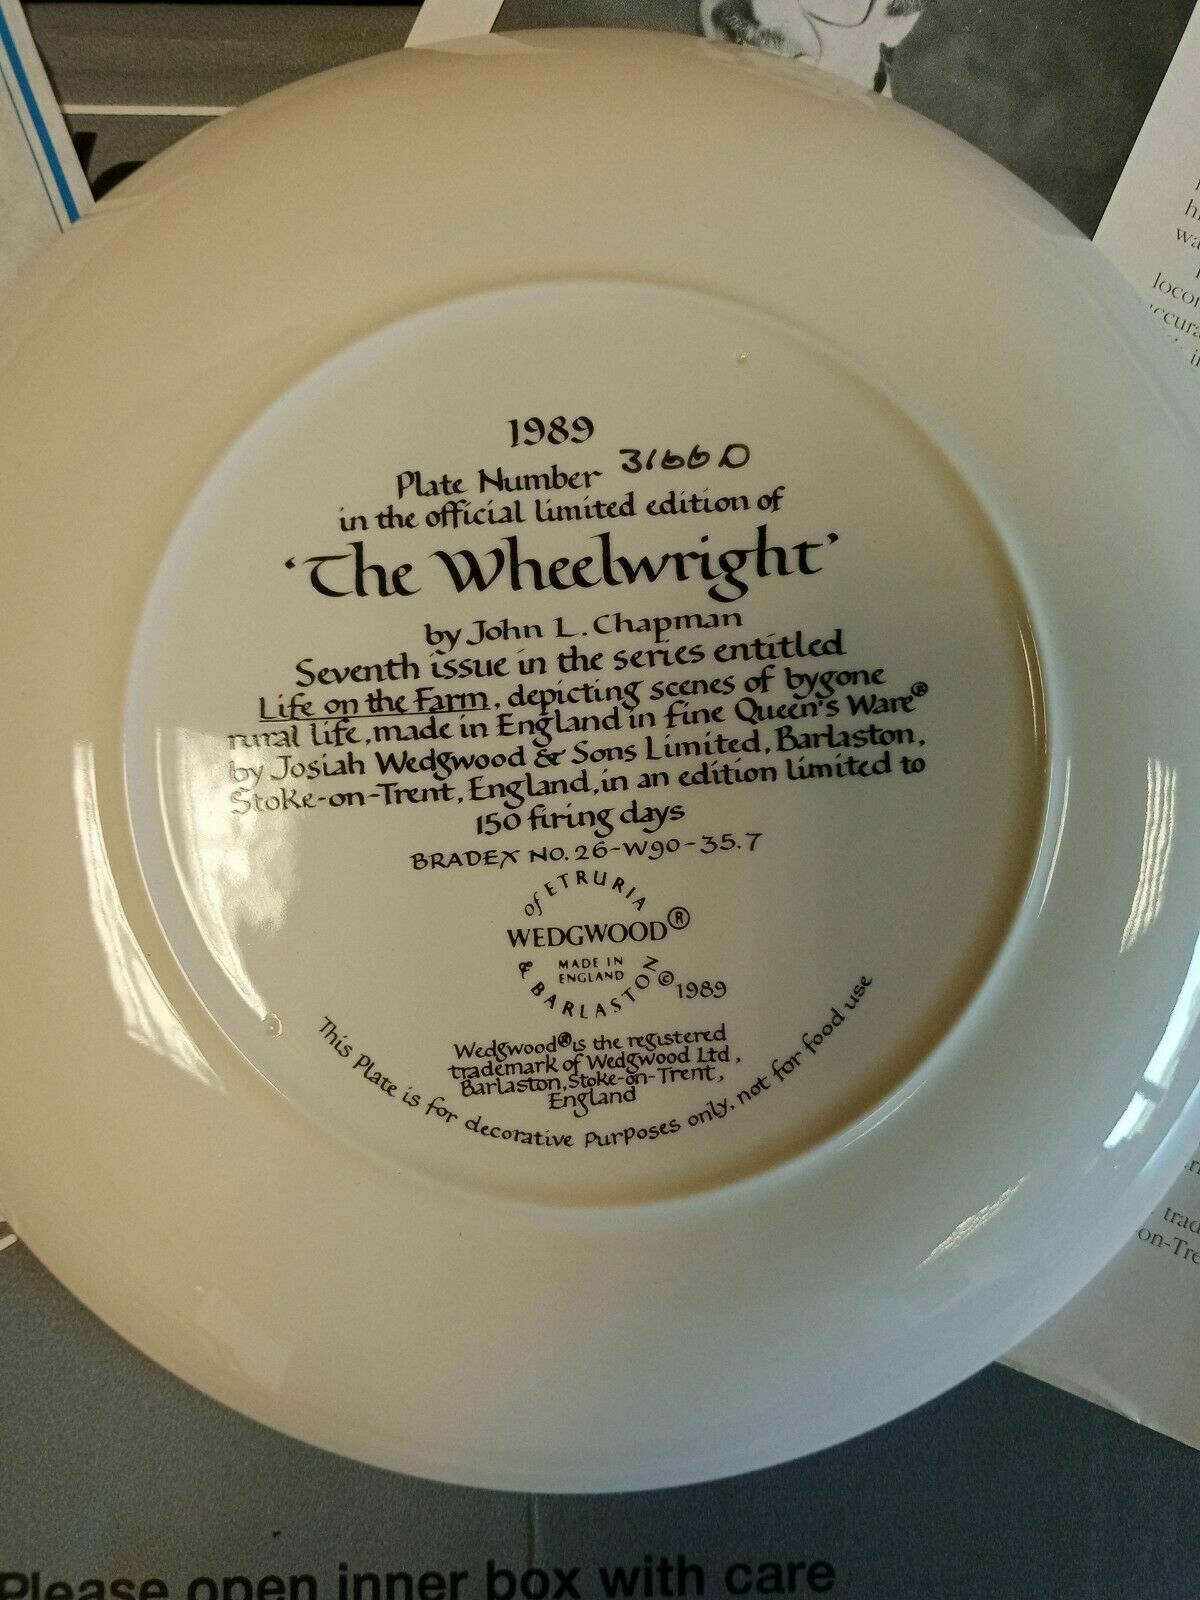 1989
Plate Number 3166D
in the official limited edition of
'The Wheelwright'
by John L. Chapman
Seventh issue in the series entitled
Life on the Farm, depicting scenes of bygone
rural life, made in England in fine Queen's Ware®
by Josiah Wedgwood & Sons Limited, Barlaston,
Stoke-on-Trent, England, in an edition limited to
150 firing days
BRADEX NO. 26-W90-35.7
of ETRURIA
WEDGWOOD®
MADE IN
ENGLAND
& BARLASTON
© 1989
Wedgwood® is the registered
trademark of Wedgwood Ltd,
Barlaston, Stoke-on-Trent,
England
This Plate is for decorative Purposes only, not for food use
Please open inner box with care